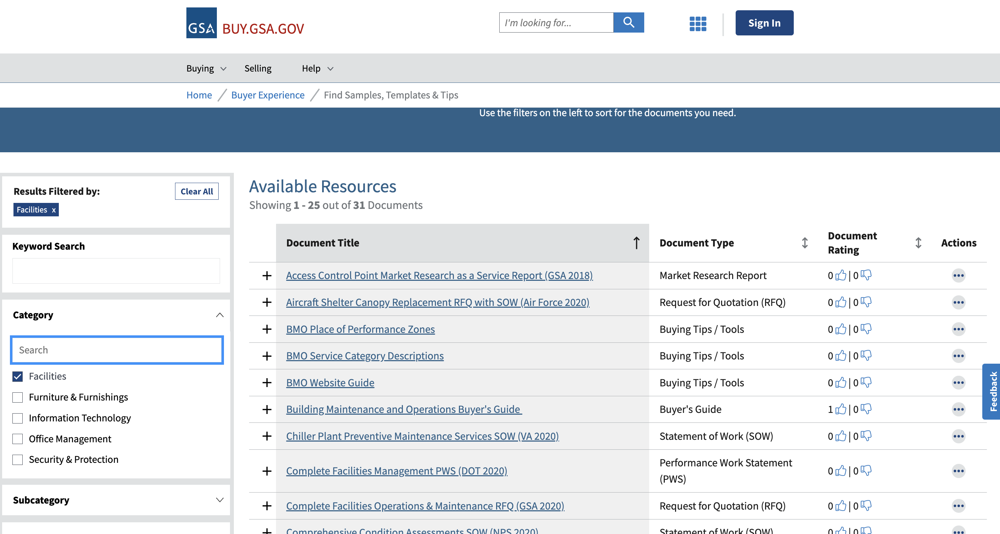 GSA BUY.GSA.GOV
I'm looking for...
Sign In
Buying Selling Help
Home / Buyer Experience / Find Samples, Templates & Tips
Use the filters on the left to sort for the documents you need.
Results Filtered by:
Clear All
Facilities x
Keyword Search
Category
Search
Facilities
Furniture & Furnishings
Information Technology
Office Management
Security & Protection
Subcategory
Available Resources
Showing 1 - 25 out of 31 Documents
Document Title Document Type Document Rating Actions
Access Control Point Market Research as a Service Report (GSA 2018) Market Research Report 0 | 0
Aircraft Shelter Canopy Replacement RFQ with SOW (Air Force 2020) Request for Quotation (RFQ) 0 | 0
BMO Place of Performance Zones Buying Tips / Tools 0 | 0
BMO Service Category Descriptions Buying Tips / Tools 0 | 0
BMO Website Guide Buying Tips / Tools 0 | 0
Building Maintenance and Operations Buyer's Guide Buyer's Guide 1 | 0
Chiller Plant Preventive Maintenance Services SOW (VA 2020) Statement of Work (SOW) 0 | 0
Complete Facilities Management PWS (DOT 2020) Performance Work Statement (PWS) 0 | 0
Complete Facilities Operations & Maintenance RFQ (GSA 2020) Request for Quotation (RFQ) 0 | 0
Comprehensive Condition Assessments SOW (NPS 2020) Statement of Work (SOW) 0 | 0
Feedback